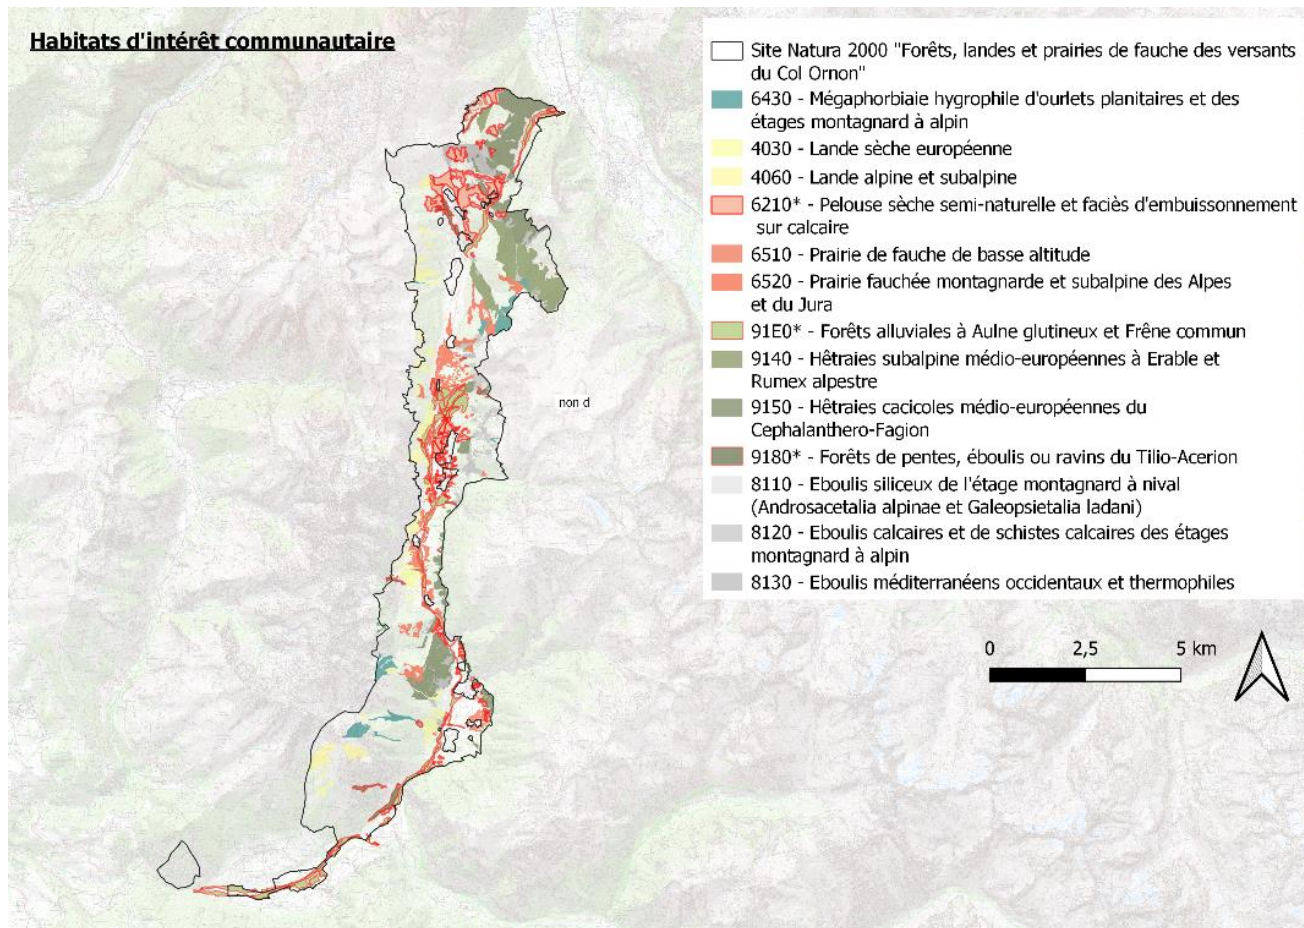 Habitats d'intérêt communautaire
Site Natura 2000 "Forêts, landes et prairies de fauche des versants
du Col Ornon"
6430 - Mégaphorbiaie hygrophile d'ourlets planitaires et des
étages montagnard à alpin
4030 - Lande sèche européenne
4060 - Lande alpine et subalpine
6210* - Pelouse sèche semi-naturelle et faciès d'embuissonnement
sur calcaire
6510 - Prairie de fauche de basse altitude
6520 - Prairie fauchée montagnarde et subalpine des Alpes
et du Jura
91E0* - Forêts alluviales à Aulne glutineux et Frêne commun
9140 - Hêtraies subalpine médio-européennes à Erable et
Rumex alpestre
9150 - Hêtraies cacicoles médio-européennes du
Cephalanthero-Fagion
9180* - Forêts de pentes, éboulis ou ravins du Tilio-Acerion
8110 - Eboulis siliceux de l'étage montagnard à nival
(Androsacetalia alpinae et Galeopsietalia ladani)
8120 - Eboulis calcaires et de schistes calcaires des étages
montagnard à alpin
8130 - Eboulis méditerranéens occidentaux et thermophiles
non d
0 2,5 5 km